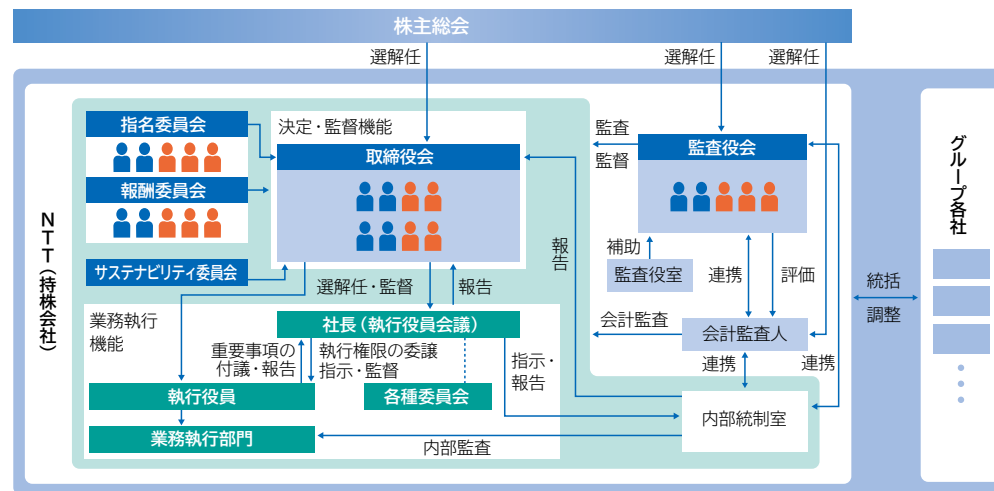 株主総会
選解任
選解任
選解任
NTT（持株会社）
指名委員会
報酬委員会
サステナビリティ委員会
決定・監督機能
取締役会
監査
監督
監査役会
補助
監査役室
連携
評価
報告
選解任・監督
報告
業務執行
機能
社長（執行役員会議）
重要事項の
付議・報告
執行権限の委譲
指示・監督
指示・
報告
執行役員
各種委員会
業務執行部門
会計監査
会計監査人
連携
連携
内部統制室
内部監査
統括
調整
グループ各社